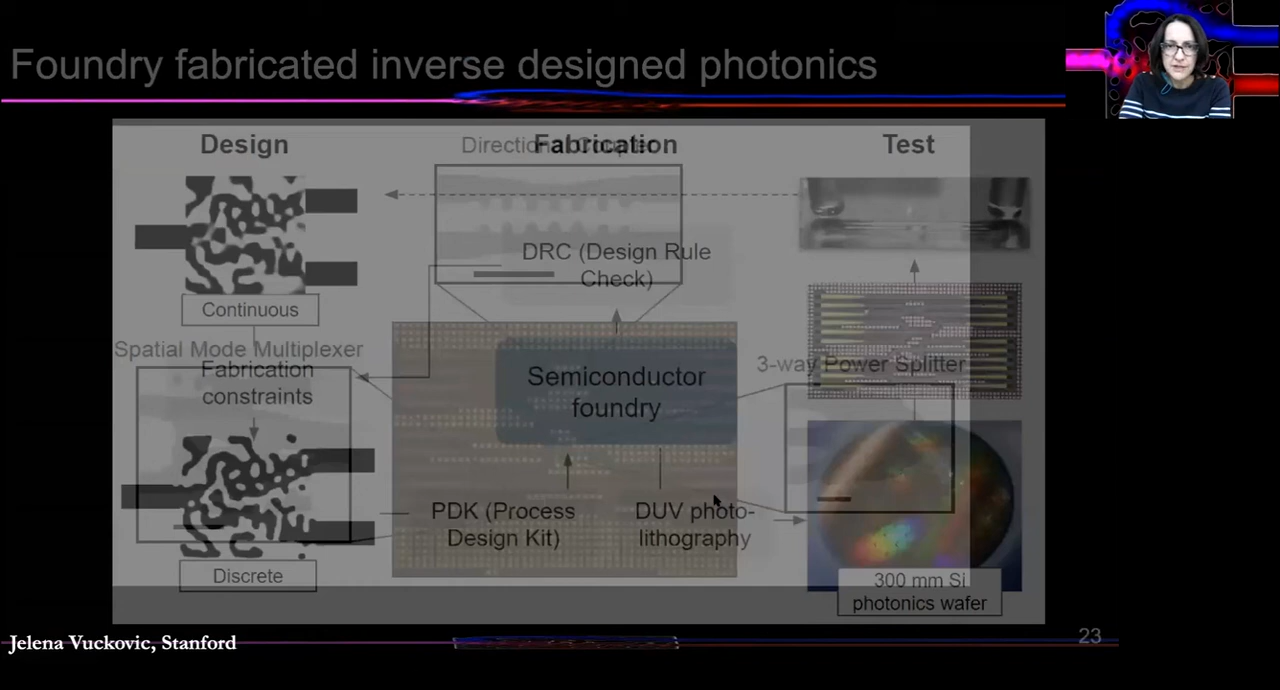 Foundry fabricated inverse designed photonics
Design
Directional Coupler
Fabrication
Test
DRC (Design Rule
Check)
Continuous
Spatial Mode Multiplexer
Fabrication
constraints
Semiconductor
foundry
3-way Power Splitter
PDK (Process
Design Kit)
DUV photo-
lithography
Discrete
300 mm Si
photonics wafer
Jelena Vuckovic, Stanford
23